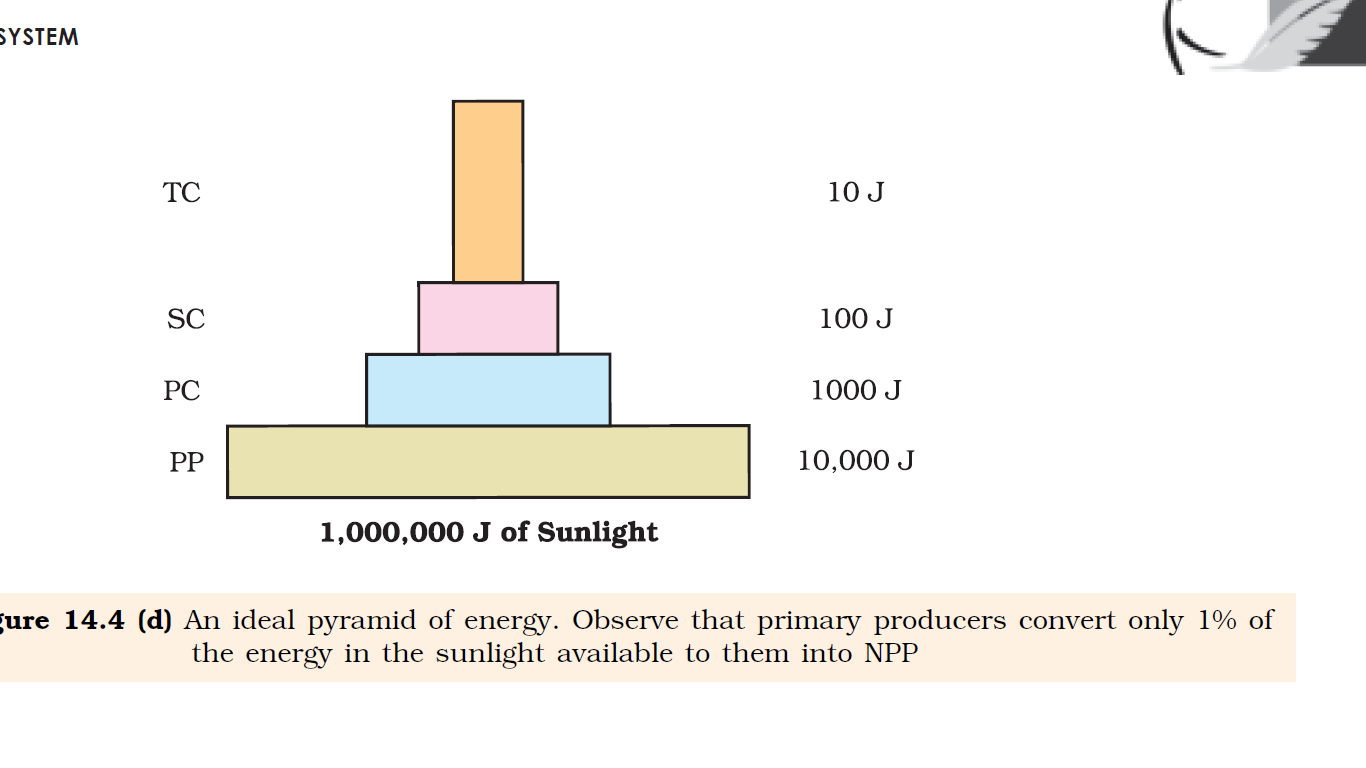 SYSTEM
TC 10 J
SC 100 J
PC 1000 J
PP 10,000 J
1,000,000 J of Sunlight
gure 14.4 (d) An ideal pyramid of energy. Observe that primary producers convert only 1% of
the energy in the sunlight available to them into NPP